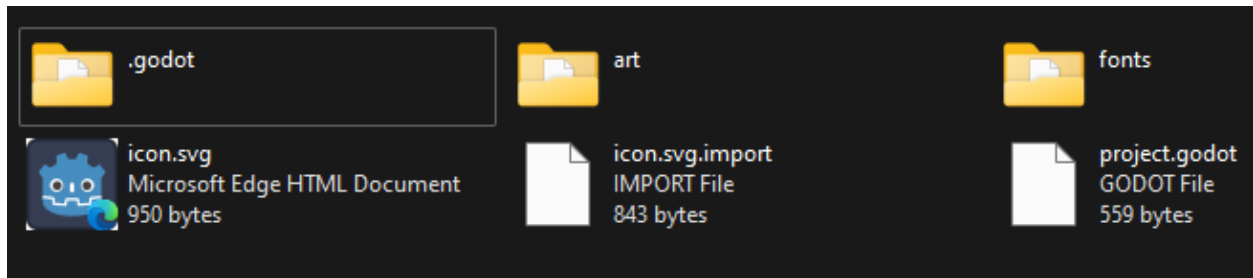 .godot
art
fonts
icon.svg
Microsoft Edge HTML Document
950 bytes
icon.svg.import
IMPORT File
843 bytes
project.godot
GODOT File
559 bytes